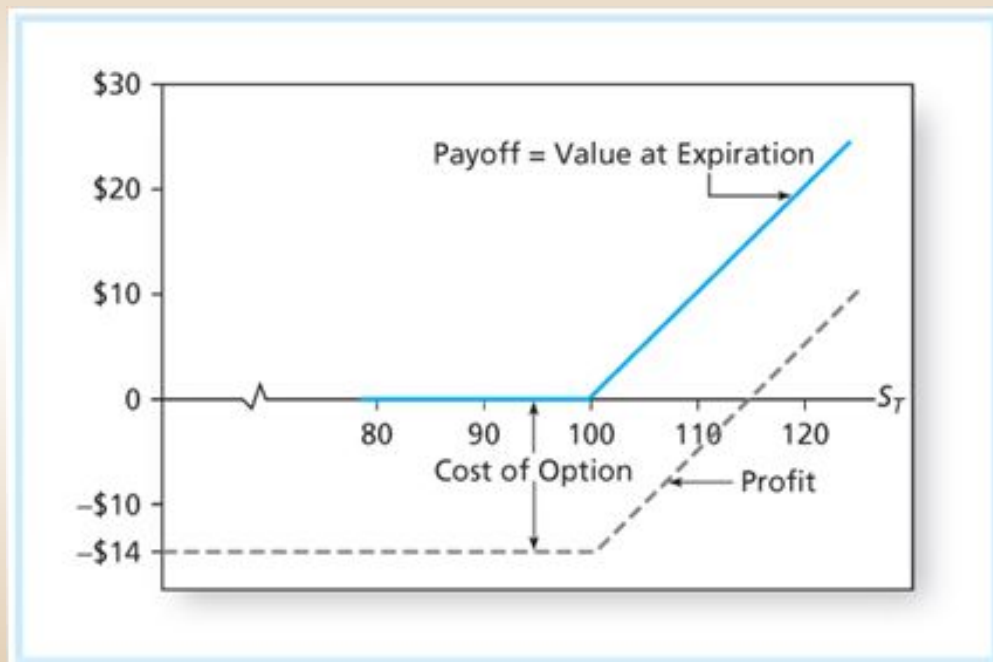 $30
Payoff = Value at Expiration
$20
$10
0
S_T
80 90 100 110 120
Cost of Option
Profit
–$10
–$14